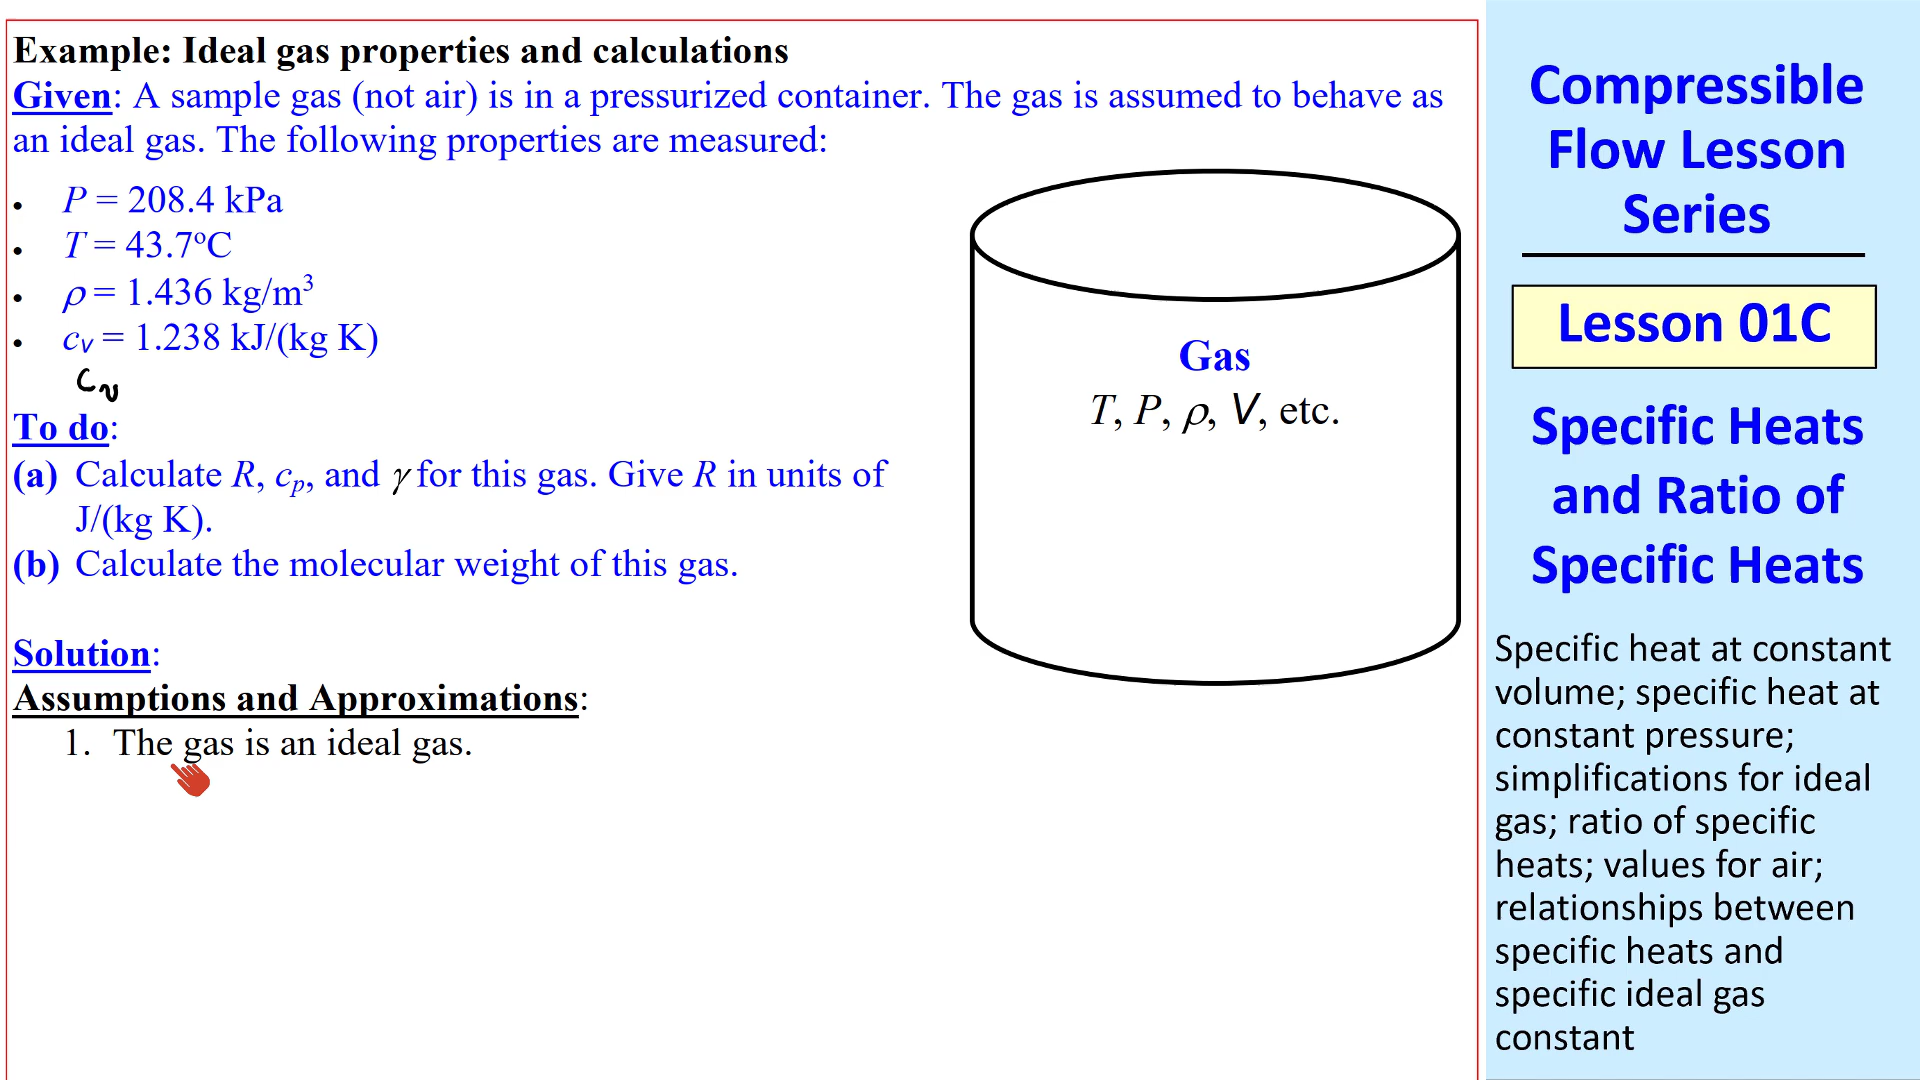 Example: Ideal gas properties and calculations
Given: A sample gas (not air) is in a pressurized container. The gas is assumed to behave as
an ideal gas. The following properties are measured:
• P = 208.4 kPa
• T = 43.7°C
• ρ = 1.436 kg/m³
• cᵥ = 1.238 kJ/(kg K)
cᵥ
To do:
(a) Calculate R, cₚ, and γ for this gas. Give R in units of
J/(kg K).
(b) Calculate the molecular weight of this gas.
Solution:
Assumptions and Approximations:
1. The gas is an ideal gas.
Gas
T, P, ρ, V, etc.
Compressible
Flow Lesson
Series
Lesson 01C
Specific Heats
and Ratio of
Specific Heats
Specific heat at constant
volume; specific heat at
constant pressure;
simplifications for ideal
gas; ratio of specific
heats; values for air;
relationships between
specific heats and
specific ideal gas
constant